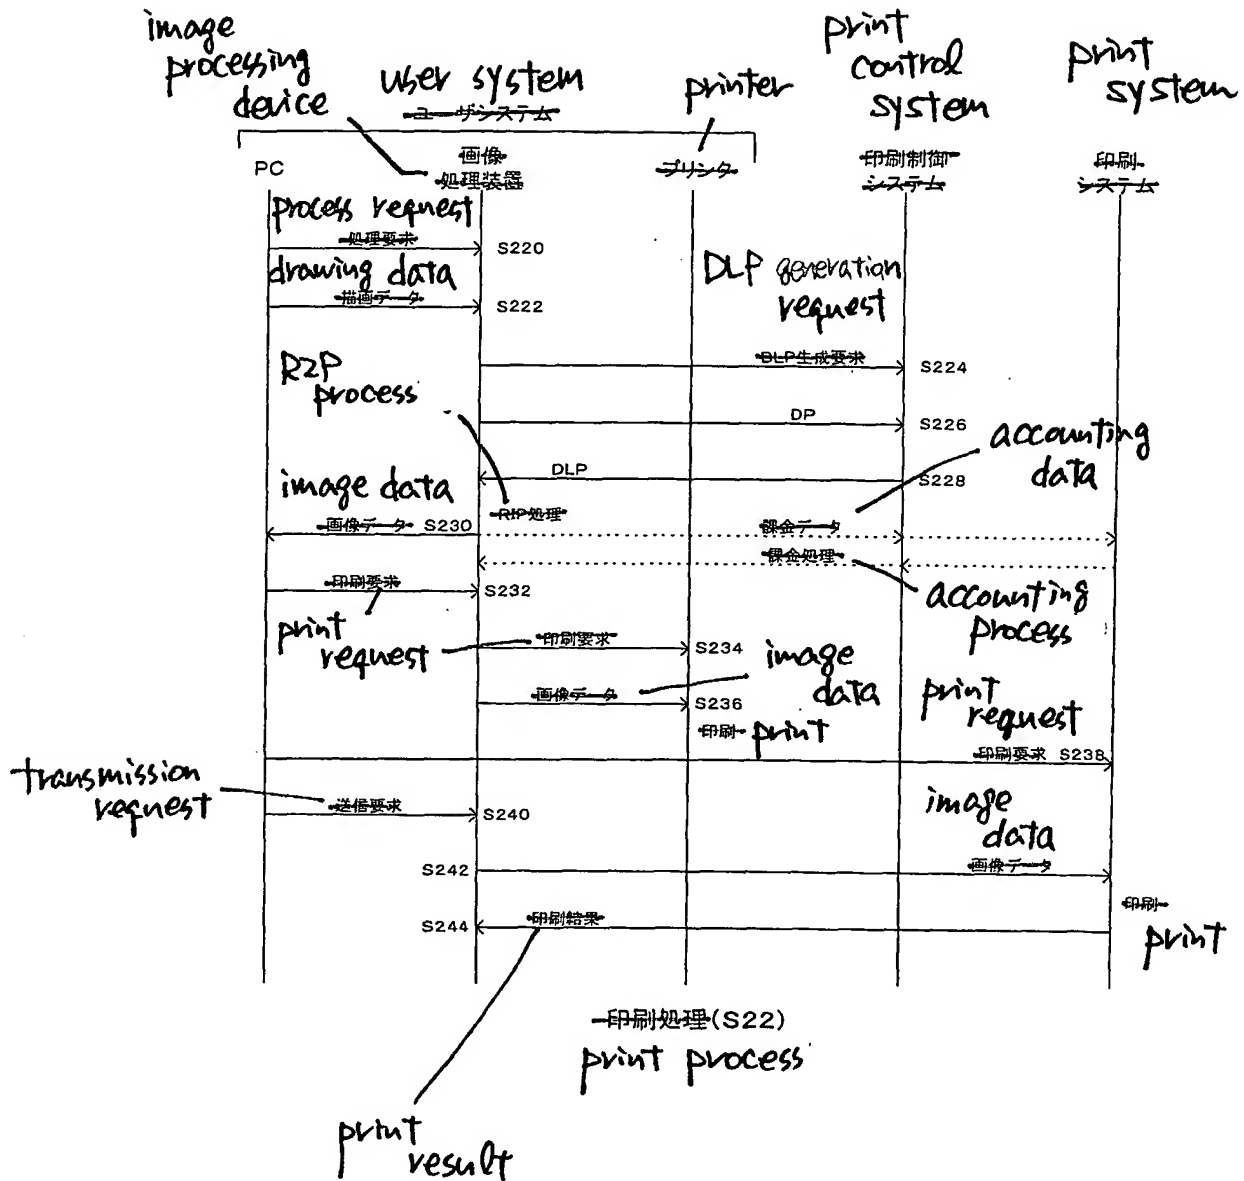 image
processing
device
user system
printer
print
control
system
print
system
ユーザシステム
PC
画像
処理装置
プリンタ
印刷制御
システム
印刷
システム
process request
処理要求
S220
drawing data
描画データ
S222
DLP generation
request
DLP生成要求
S224
R2P
process
DP
S226
accounting
data
DLP
S228
image data
RIP処理
画像データ S230
課金データ
課金処理
印刷要求
S232
accounting
process
print
request
印刷要求
S234
image
data
画像データ
S236
print
request
印刷 print
印刷要求 S238
transmission
request
送信要求
S240
image
data
S242
画像データ
印刷
S244
印刷結果
print
印刷処理(S22)
print process
print
result